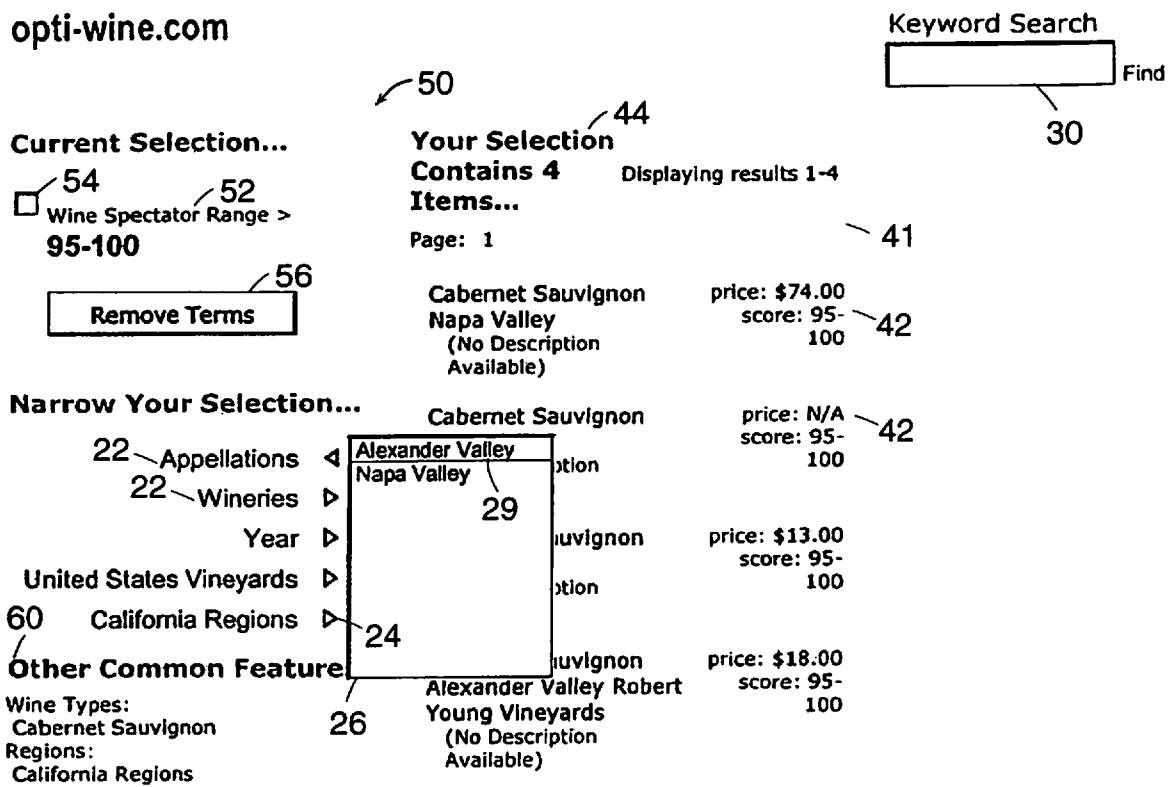 opti-wine.com
Keyword Search
Find
30
50
44
Current Selection...
54
52
Wine Spectator Range >
95-100
56
Remove Terms
Your Selection
Contains 4
Items...
Displaying results 1-4
Page: 1
41
Cabernet Sauvignon
Napa Valley
(No Description
Available)
price: $74.00
score: 95-
100
42
Narrow Your Selection...
22
Appellations
22
Wineries
Year
United States Vineyards
California Regions
24
Alexander Valley
Napa Valley
29
26
Cabernet Sauvignon
price: N/A
score: 95-
100
42
price: $13.00
score: 95-
100
60
Other Common Feature
Wine Types:
Cabernet Sauvignon
Regions:
California Regions
Alexander Valley Robert
Young Vineyards
(No Description
Available)
price: $18.00
score: 95-
100